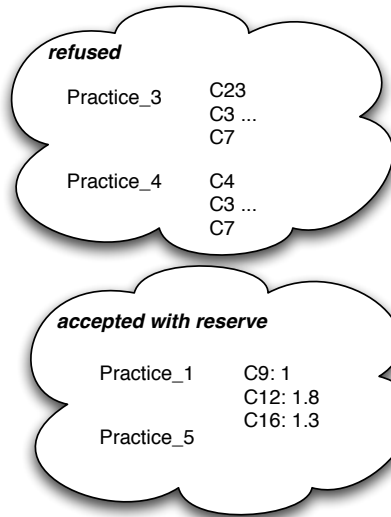 refused
Practice_3 C23
C3 ...
C7
Practice_4 C4
C3 ...
C7
accepted with reserve
Practice_1 C9: 1
C12: 1.8
C16: 1.3
Practice_5